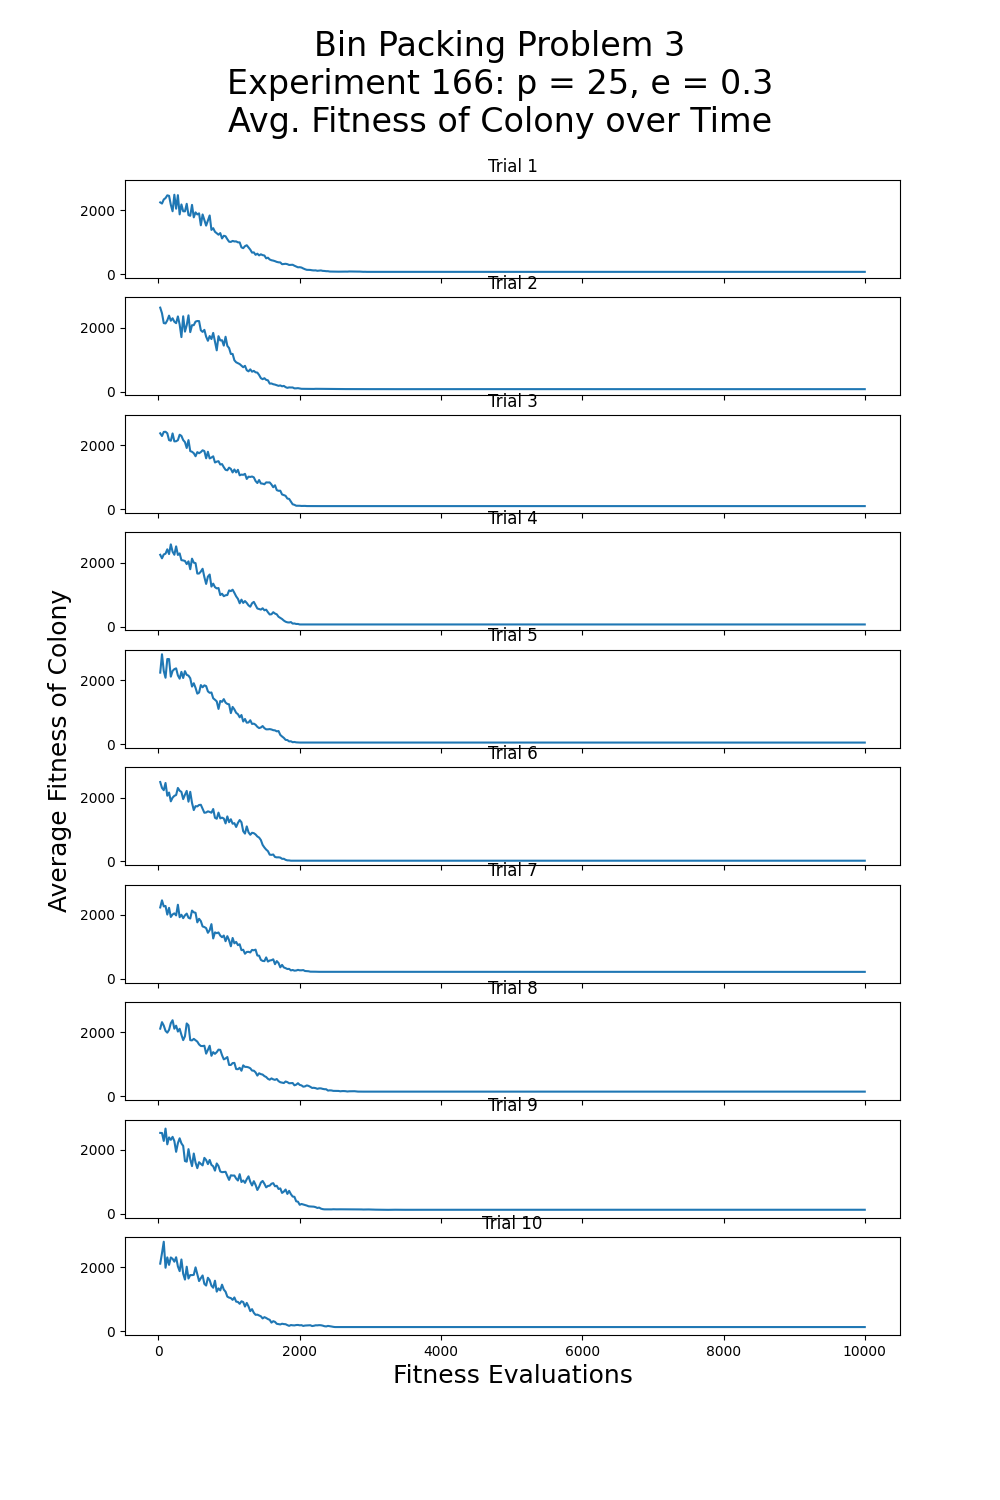 Bin Packing Problem 3
Experiment 166: p = 25, e = 0.3
Avg. Fitness of Colony over Time
Trial 1
2000
0
Trial 2
2000
0
Trial 3
2000
0
Trial 4
2000
0
Trial 5
2000
0
Trial 6
2000
0
Trial 7
2000
0
Trial 8
2000
0
Trial 9
2000
0
Trial 10
2000
0
0 2000 4000 6000 8000 10000
Fitness Evaluations
Average Fitness of Colony